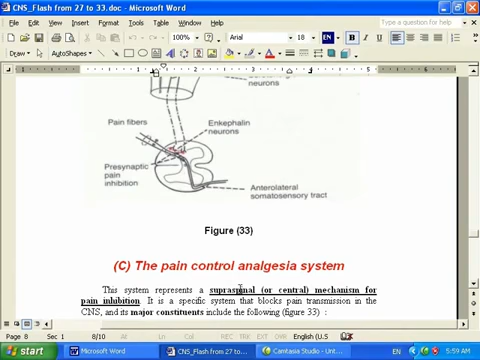 CNS_Flash from 27 to 33.doc - Microsoft Word
File Edit View Insert Format Tools Table Window Help
Type a question for help
100%
Arial
18
B
EN
Draw
AutoShapes
neurons
Pain fibers
Enkephalin
neurons
Presynaptic
pain
inhibition
Anterolateral
somatosensory tract
Figure (33)
(C) The pain control analgesia system
This system represents a supraspinal (or central) mechanism for
pain inhibition. It is a specific system that blocks pain transmission in the
CNS, and its major constituents include the following (figure 33) :
Page 8 Sec 1 8/10 At Ln Col REC TRK EXT OVR English (U.S
start
Microsoft Word
CNS_Flash from 27 to...
Camtasia Studio - Unt...
EN
5:59 AM